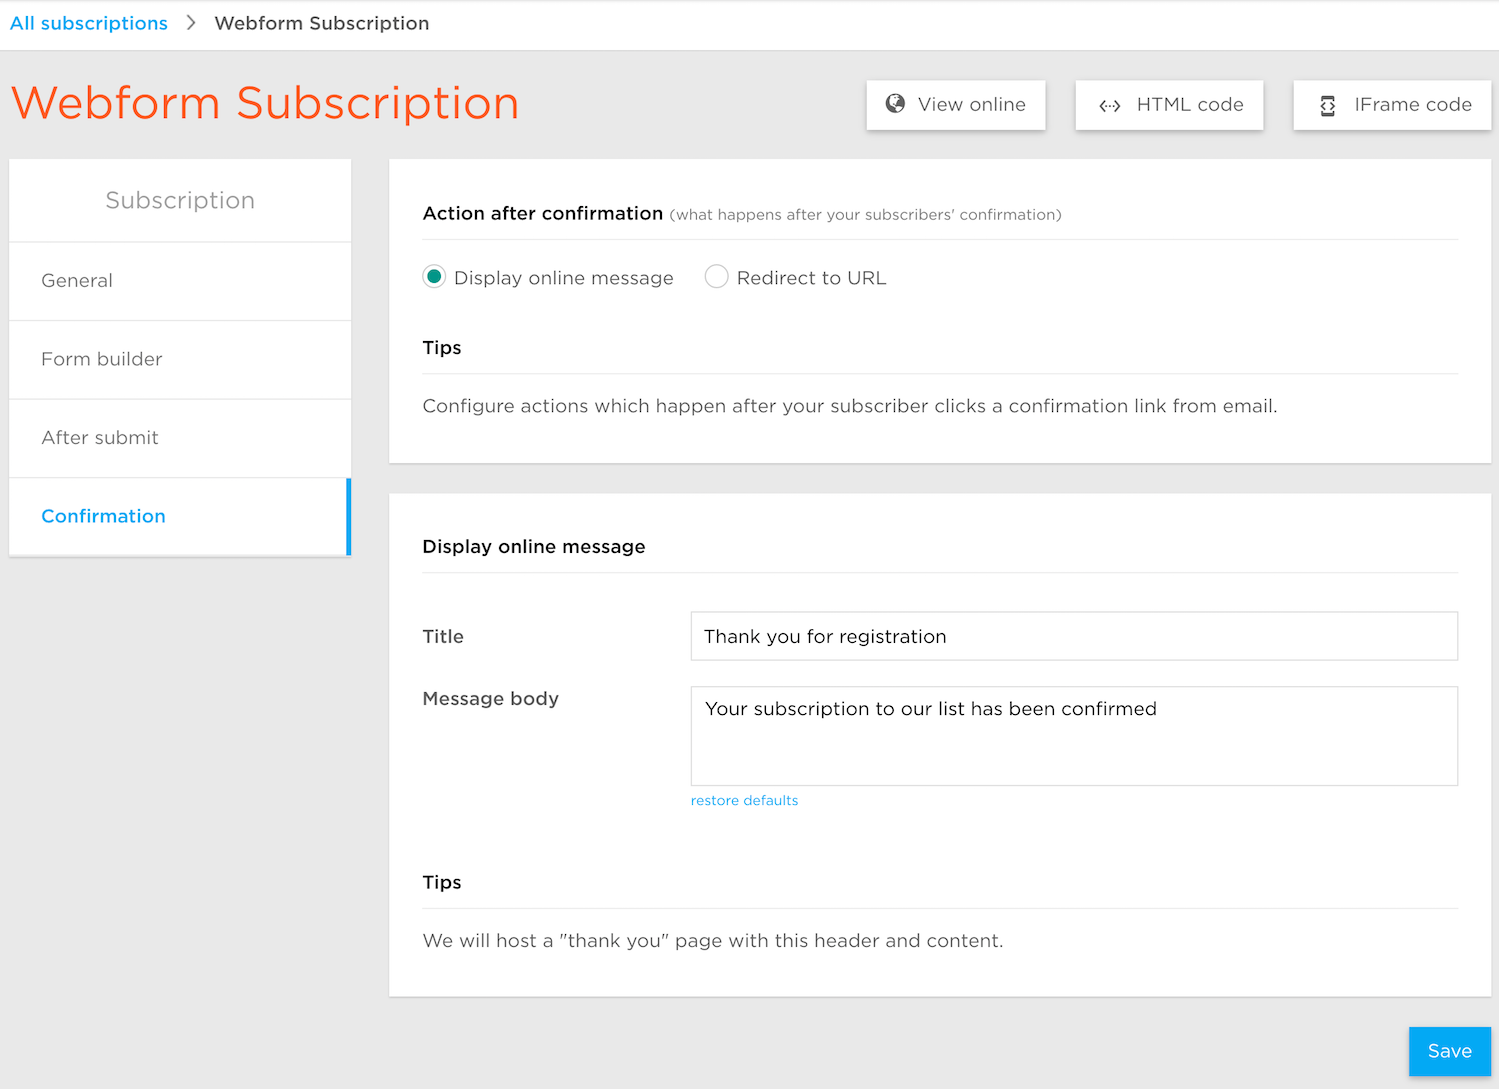 All subscriptions > Webform Subscription
Webform Subscription
View online
HTML code
IFrame code
Subscription
General
Form builder
After submit
Confirmation
Action after confirmation (what happens after your subscribers' confirmation)
Display online message
Redirect to URL
Tips
Configure actions which happen after your subscriber clicks a confirmation link from email.
Display online message
Title
Thank you for registration
Message body
Your subscription to our list has been confirmed
restore defaults
Tips
We will host a "thank you" page with this header and content.
Save